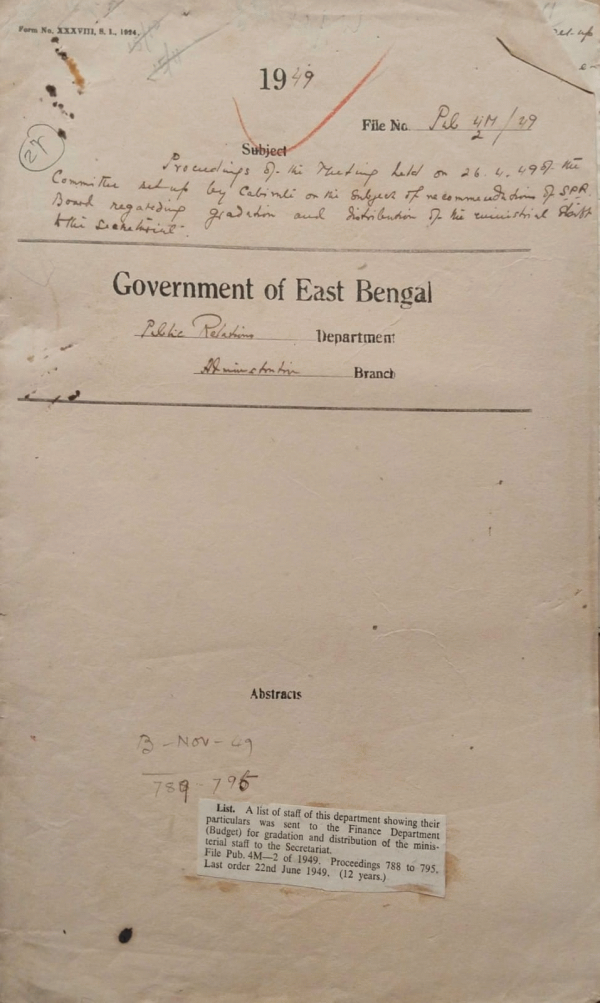 Form No. XXXVIII, S. I., 1924.
1949
File No. Pub 4M/2 / 49
Subject
27
Proceedings of the Meeting held on 26.4.49 of the
Committee set-up by Cabinet on the subject of recommendations of SPR
Board regarding gradation and distribution of the ministerial staff
to the Secretariat.
Government of East Bengal
Public Relations Department
Administration Branch
Abstracts
B-Nov-49
789-795
List. A list of staff of this department showing their
particulars was sent to the Finance Department
(Budget) for gradation and distribution of the minis-
terial staff to the Secretariat.
File Pub. 4M—2 of 1949. Proceedings 788 to 795.
Last order 22nd June 1949. (12 years.)